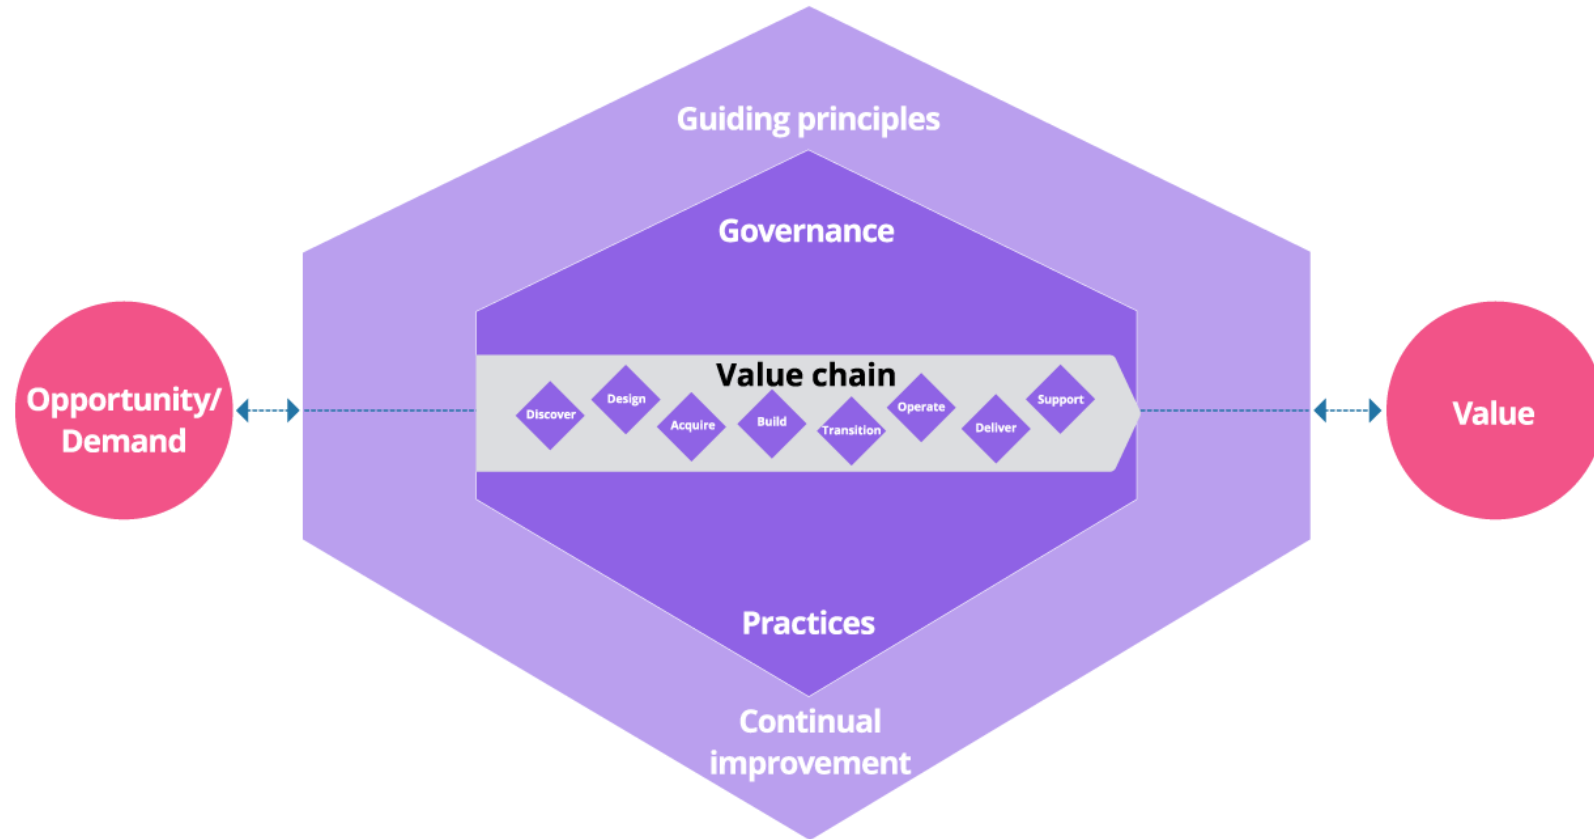 Guiding principles
Governance
Opportunity/
Demand
Value chain
Discover
Design
Acquire
Build
Transition
Operate
Deliver
Support
Value
Practices
Continual
improvement